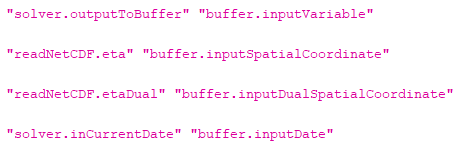 "solver.outputToBuffer" "buffer.inputVariable"
"readNetCDF.eta" "buffer.inputSpatialCoordinate"
"readNetCDF.etaDual" "buffer.inputDualSpatialCoordinate"
"solver.inCurrentDate" "buffer.inputDate"